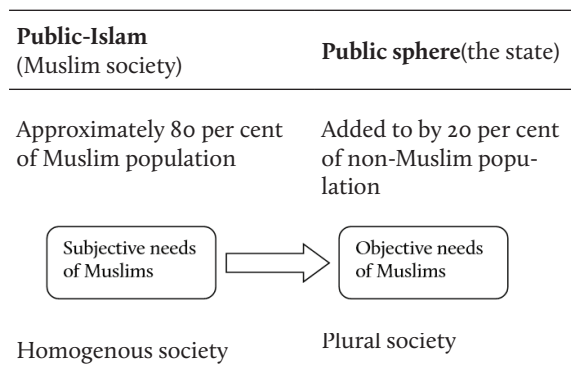 Public-Islam
(Muslim society)
Public sphere(the state)
Approximately 80 per cent
of Muslim population
Added to by 20 per cent
of non-Muslim popu-
lation
Subjective needs
of Muslims
Objective needs
of Muslims
Homogenous society
Plural society